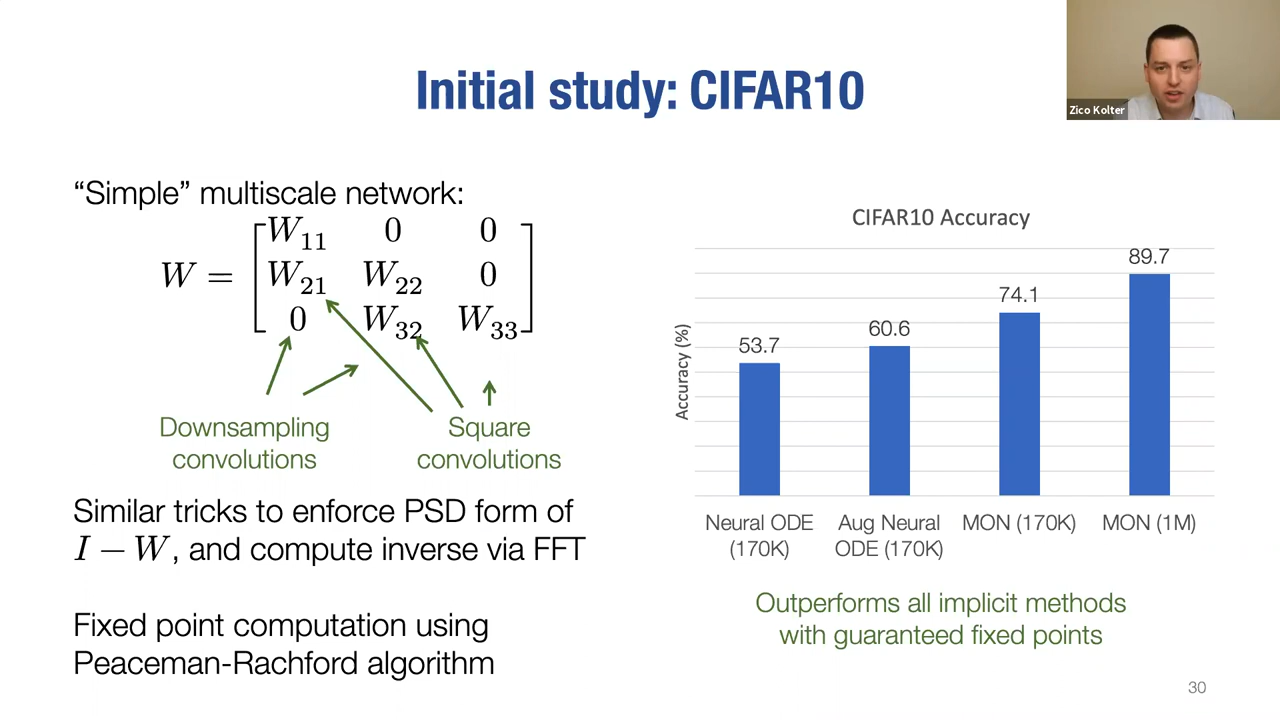 Initial study: CIFAR10
Zico Kolter
“Simple” multiscale network:
W = [W₁₁ 0 0
W₂₁ W₂₂ 0
0 W₃₂ W₃₃]
Downsampling
convolutions
Square
convolutions
Similar tricks to enforce PSD form of
I − W, and compute inverse via FFT
Fixed point computation using
Peaceman-Rachford algorithm
CIFAR10 Accuracy
Accuracy (%)
53.7
60.6
74.1
89.7
Neural ODE
(170K)
Aug Neural
ODE (170K)
MON (170K)
MON (1M)
Outperforms all implicit methods
with guaranteed fixed points
30